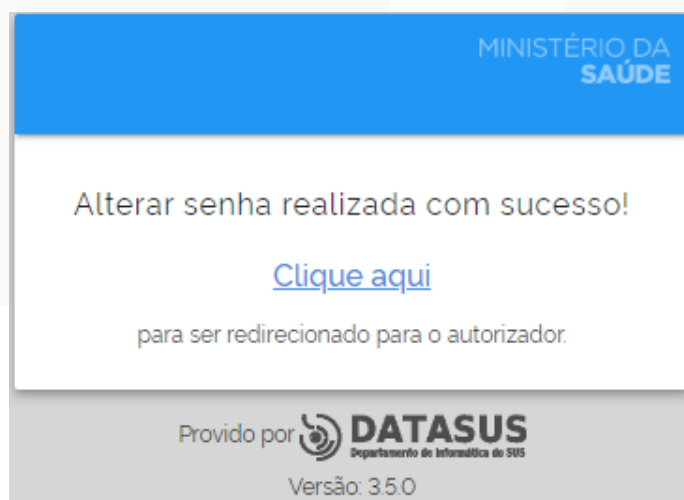 MINISTÉRIO DA
SAÚDE
Alterar senha realizada com sucesso!
Clique aqui
para ser redirecionado para o autorizador.
Provido por DATASUS
Departamento de Informática do SUS
Versão: 3.5.0